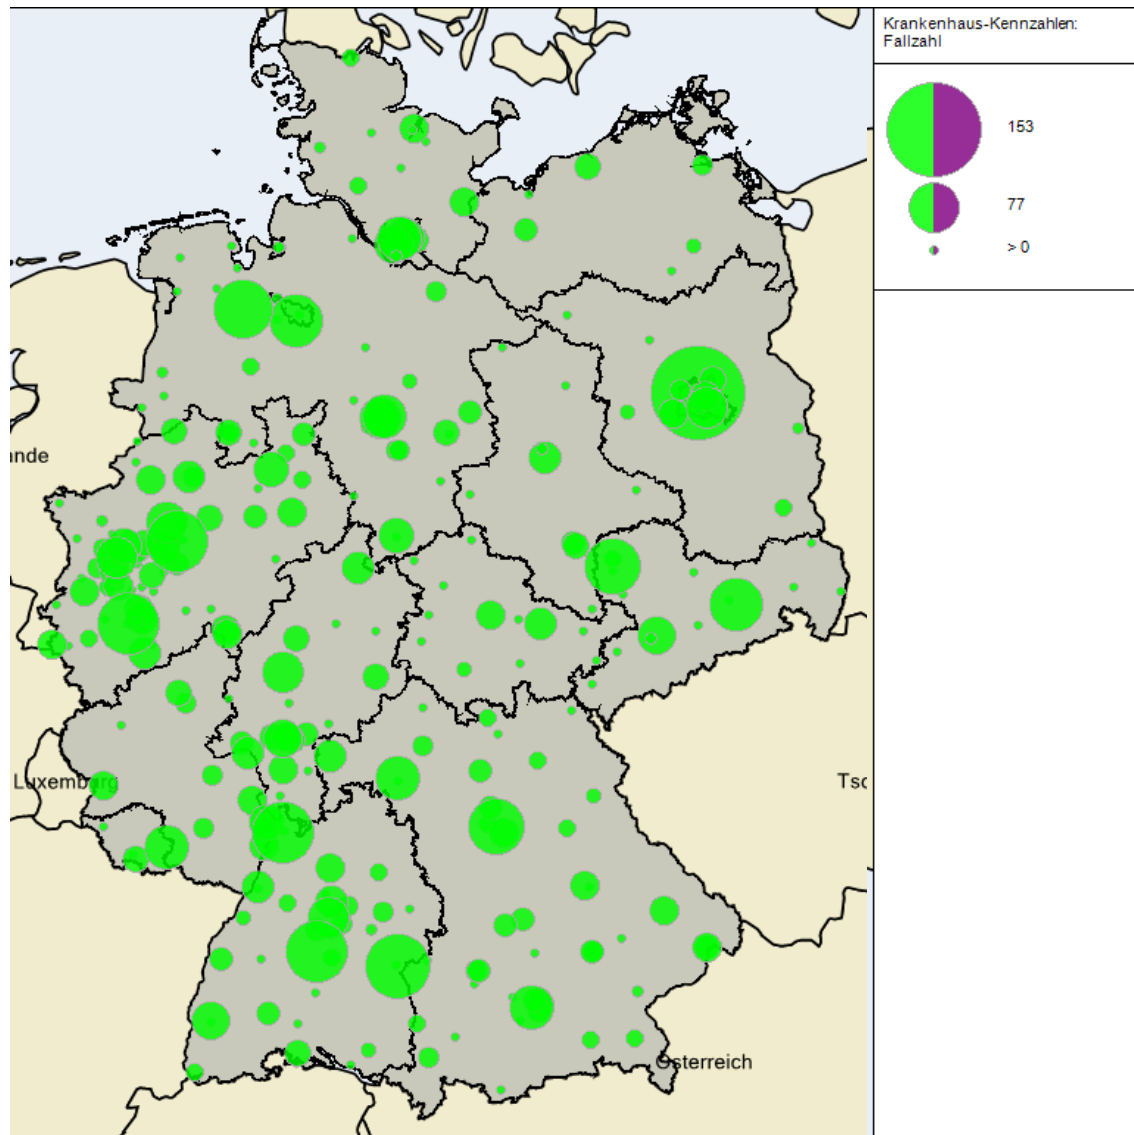 Krankenhaus-Kennzahlen:
Fallzahl
153
77
> 0
nde
Luxemburg
Tsc
Österreich